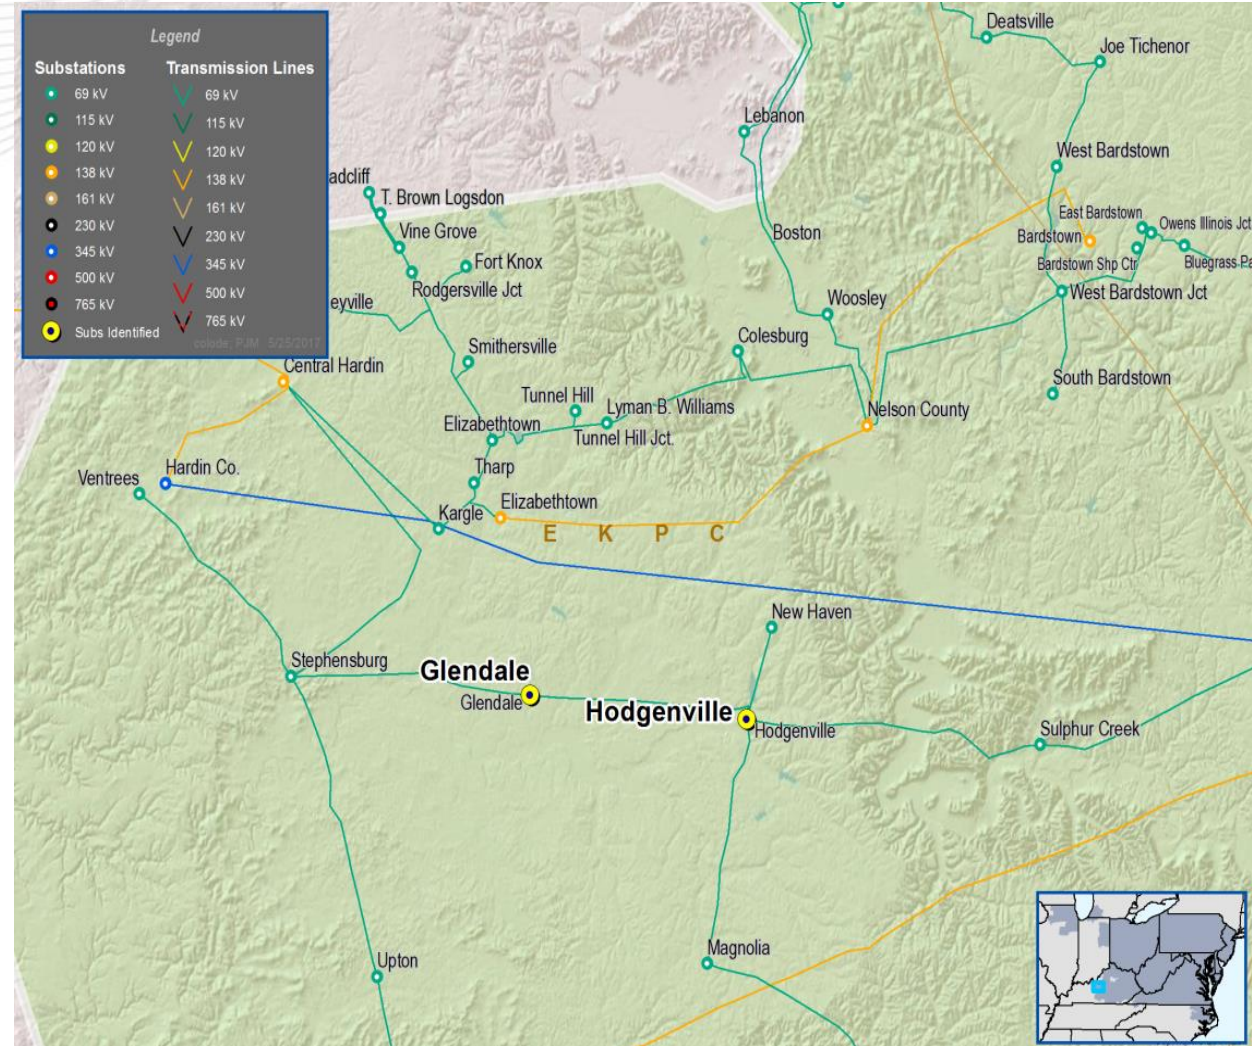 Legend
Substations
Transmission Lines
69 kV
69 kV
115 kV
115 kV
120 kV
120 kV
138 kV
138 kV
161 kV
161 kV
230 kV
230 kV
345 kV
345 kV
500 kV
500 kV
765 kV
765 kV
Subs Identified
colode, PJM 5/25/2017
Deatsville
Joe Tichenor
Lebanon
West Bardstown
adcliff
T. Brown Logsdon
East Bardstown
Owens Illinois Jct
Vine Grove
Boston
Bardstown
Fort Knox
Bardstown Shp Ctr
Bluegrass Pa
Rodgersville Jct
West Bardstown Jct
eyville
Woosley
Smithersville
Colesburg
Central Hardin
South Bardstown
Tunnel Hill
Lyman B. Williams
Nelson County
Elizabethtown
Tunnel Hill Jct.
Hardin Co.
Tharp
Ventrees
Elizabethtown
Kargle
E K P C
New Haven
Stephensburg
Glendale
Glendale
Hodgenville
Hodgenville
Sulphur Creek
Magnolia
Upton